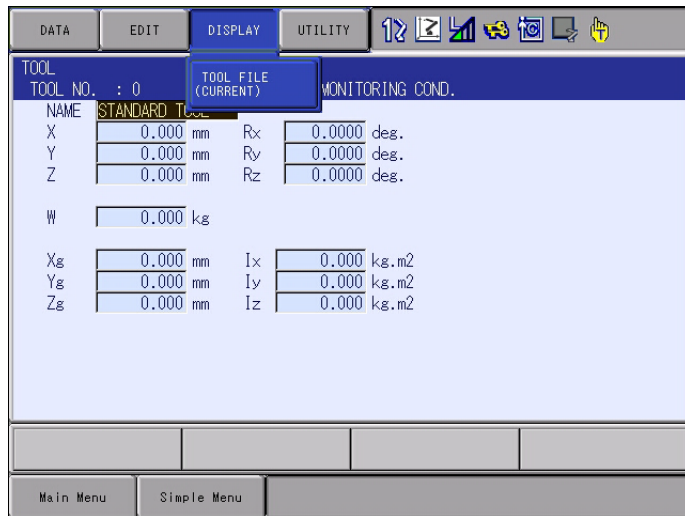 DATA EDIT DISPLAY UTILITY
TOOL
TOOL FILE
(CURRENT)
TOOL NO. : 0 MONITORING COND.
NAME STANDARD TOOL
X 0.000 mm Rx 0.0000 deg.
Y 0.000 mm Ry 0.0000 deg.
Z 0.000 mm Rz 0.0000 deg.
W 0.000 kg
Xg 0.000 mm Ix 0.000 kg.m2
Yg 0.000 mm Iy 0.000 kg.m2
Zg 0.000 mm Iz 0.000 kg.m2
Main Menu Simple Menu